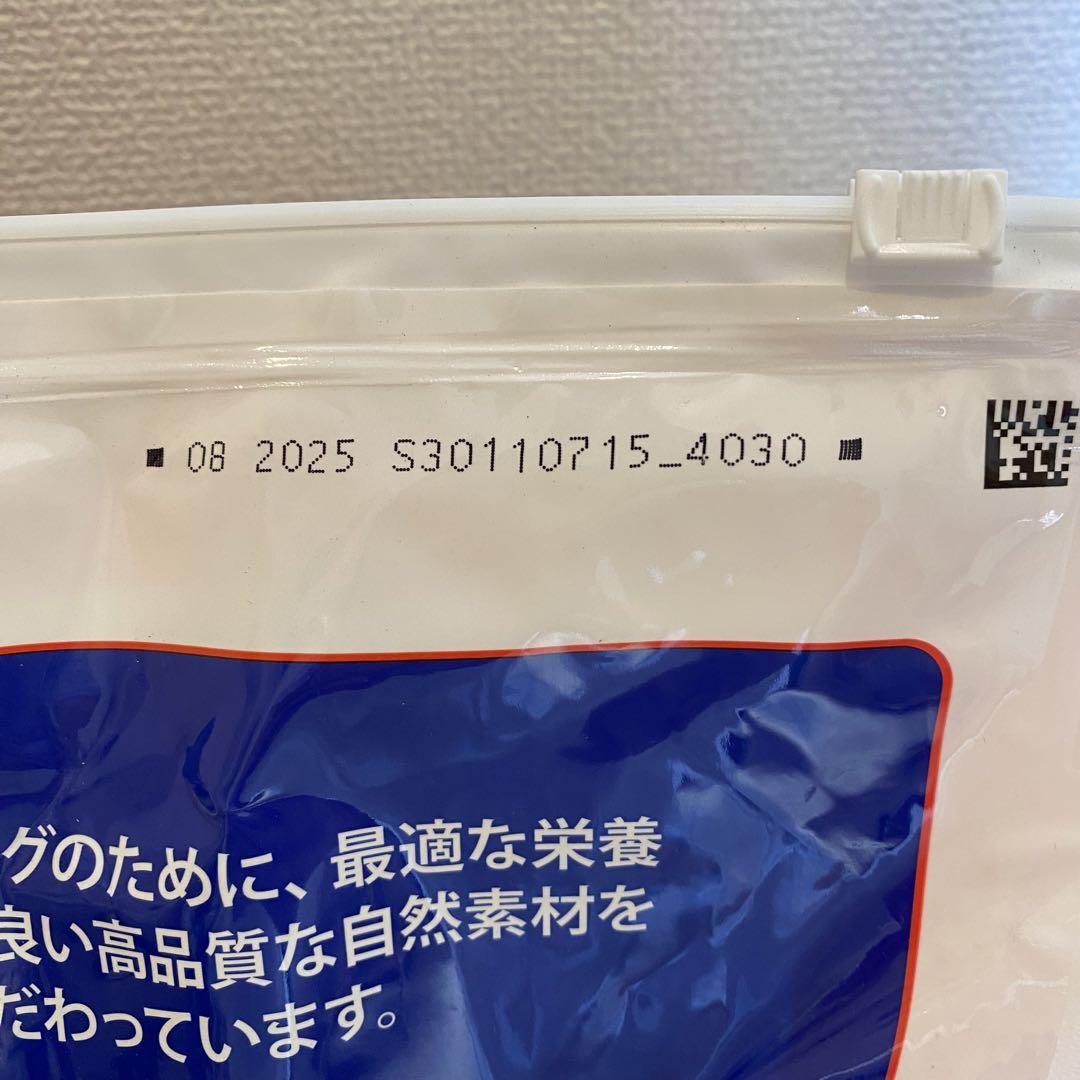 08 2025 S30110715_4030
グのために、最適な栄養
良い高品質な自然素材を
だわっています。